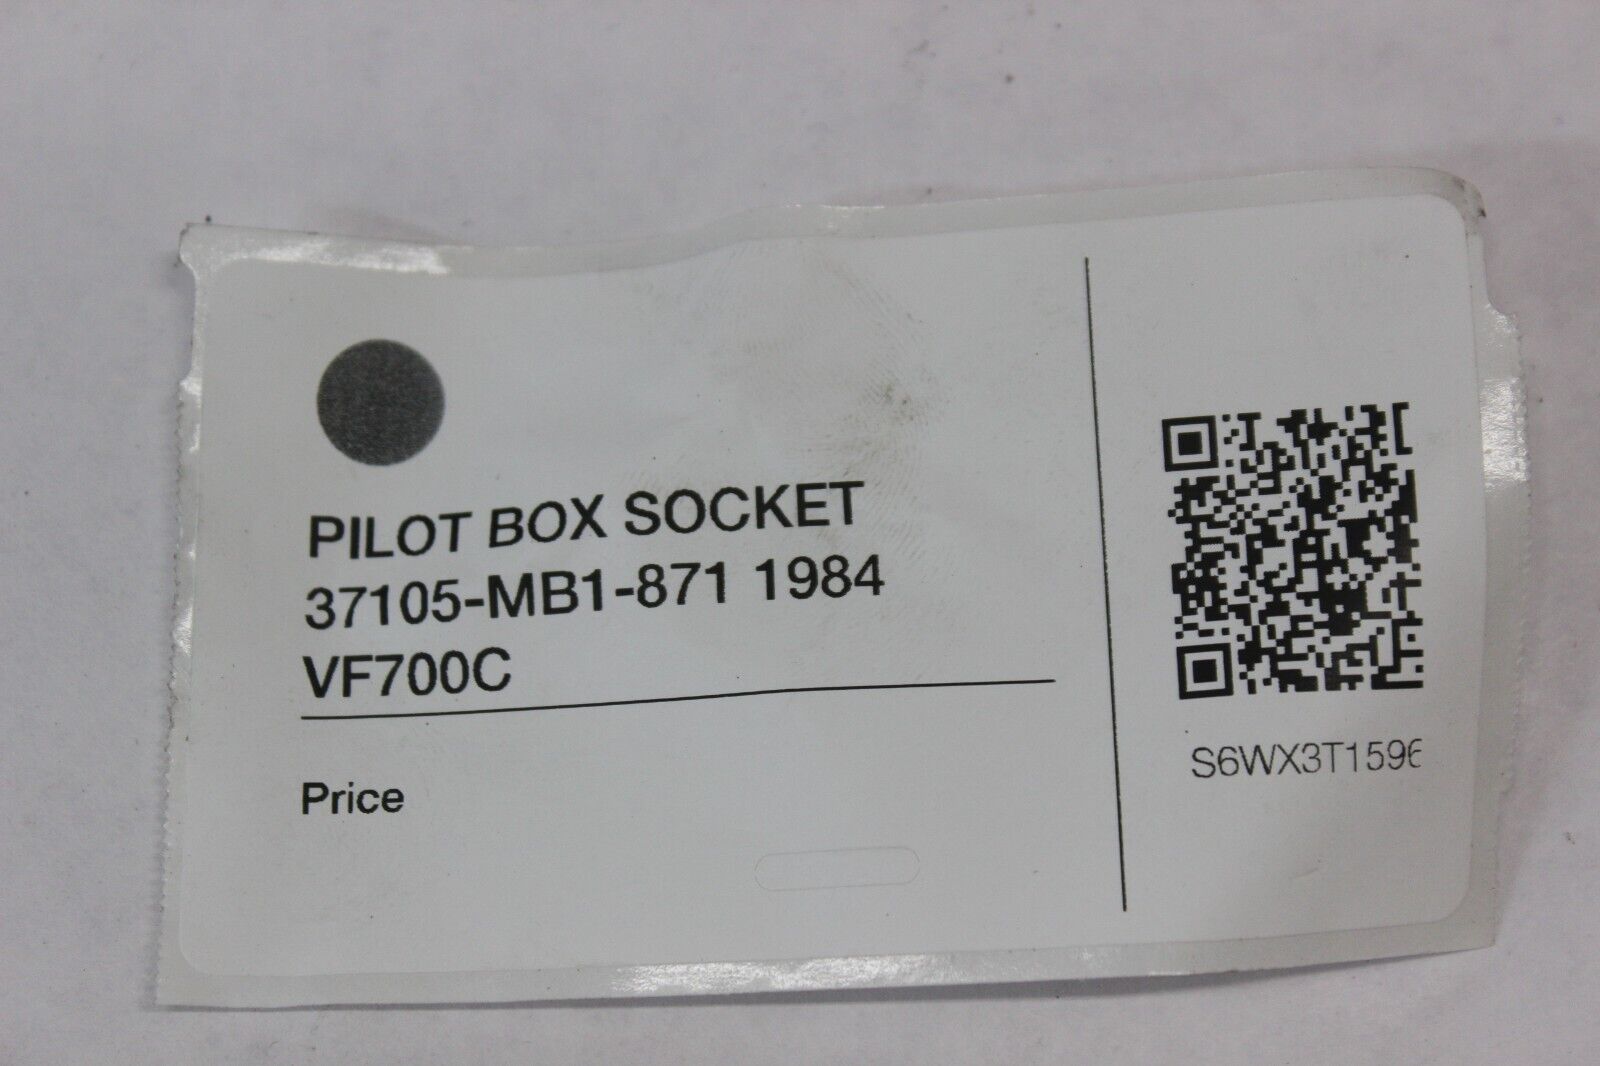 PILOT BOX SOCKET
37105-MB1-871 1984
VF700C
Price
S6WX3T1596